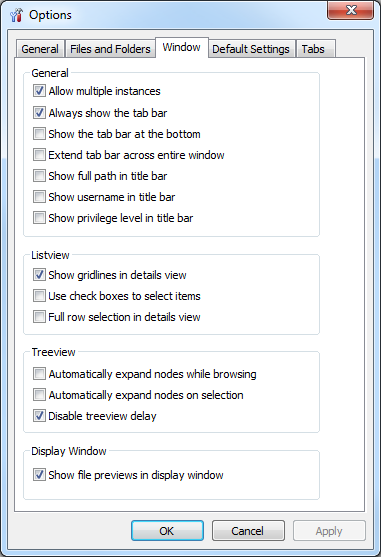 Options
General Files and Folders Window Default Settings Tabs
General
Allow multiple instances
Always show the tab bar
Show the tab bar at the bottom
Extend tab bar across entire window
Show full path in title bar
Show username in title bar
Show privilege level in title bar
Listview
Show gridlines in details view
Use check boxes to select items
Full row selection in details view
Treeview
Automatically expand nodes while browsing
Automatically expand nodes on selection
Disable treeview delay
Display Window
Show file previews in display window
OK Cancel Apply